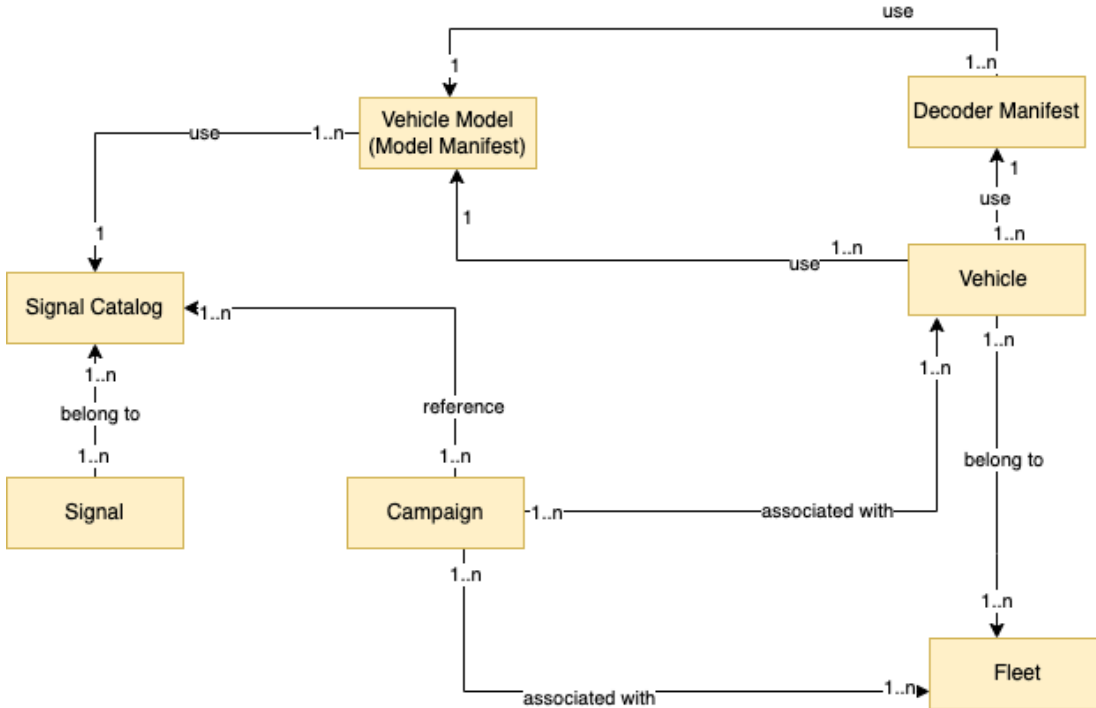 use
1
1..n
Vehicle Model
(Model Manifest)
Decoder Manifest
use
1..n
1
1
use
1..n
1
1..n
use
Signal Catalog
1..n
Vehicle
1..n
1..n
1..n
belong to
reference
1..n
1..n
belong to
Signal
Campaign
1..n
associated with
1..n
1..n
Fleet
1..n
associated with